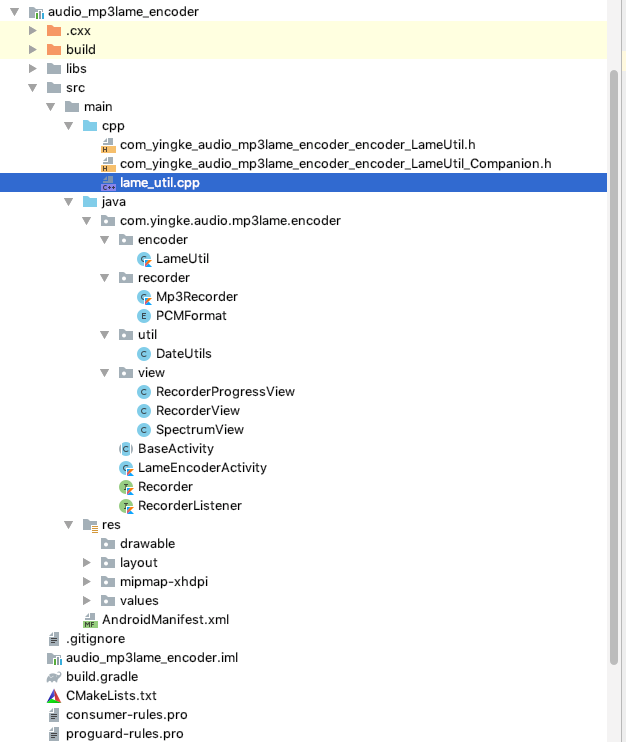 audio_mp3lame_encoder
.cxx
build
libs
src
main
cpp
com_yingke_audio_mp3lame_encoder_encoder_LameUtil.h
com_yingke_audio_mp3lame_encoder_encoder_LameUtil_Companion.h
lame_util.cpp
java
com.yingke.audio.mp3lame.encoder
encoder
LameUtil
recorder
Mp3Recorder
PCMFormat
util
DateUtils
view
RecorderProgressView
RecorderView
SpectrumView
BaseActivity
LameEncoderActivity
Recorder
RecorderListener
res
drawable
layout
mipmap-xhdpi
values
AndroidManifest.xml
.gitignore
audio_mp3lame_encoder.iml
build.gradle
CMakeLists.txt
consumer-rules.pro
proguard-rules.pro